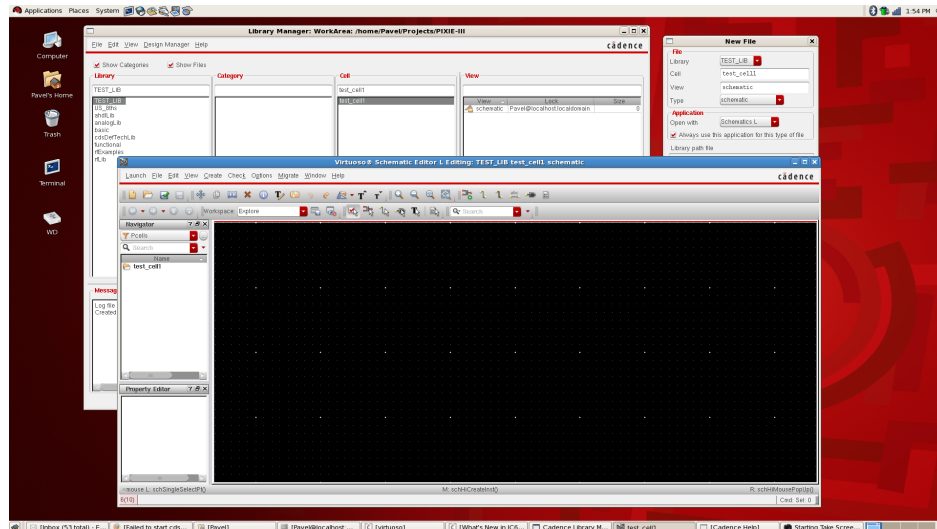 Applications Places System
1:54 PM
Computer
Pavel's Home
Trash
Terminal
WD
Library Manager: WorkArea: /home/Pavel/Projects/PIXIE-III
File Edit View Design Manager Help
cādence
Show Categories Show Files
Library Category Cell View
TEST_LIB
test_cell1
TEST_LIB
US_8ths
ahdlLib
analogLib
basic
cdsDefTechLib
functional
rfExamples
rfLib
test_cell1
View Lock Size
schematic Pavel@localhost.localdomain 0
Messag
Log file
Created
New File
File
Library TEST_LIB
Cell test_cell1
View schematic
Type schematic
Application
Open with Schematics L
Always use this application for this type of file
Library path file
Virtuoso® Schematic Editor L Editing: TEST_LIB test_cell1 schematic
Launch File Edit View Create Check Options Migrate Window Help
cādence
Workspace: Explore
Search
Navigator
Pcells
Search
Name
test_cell1
Property Editor
mouse L: schSingleSelectPt()
M: schHiCreateInst()
R: schHiMousePopUp()
6(10)
Cmd: Sel: 0
[Inbox (53 total) - E...
[Failed to start cds...
[Pavel]
[Pavel@localhost:...
[virtuoso]
[What's New in IC6...
Cadence Library M...
test_cell1
[Cadence Help]
Starting Take Scree...